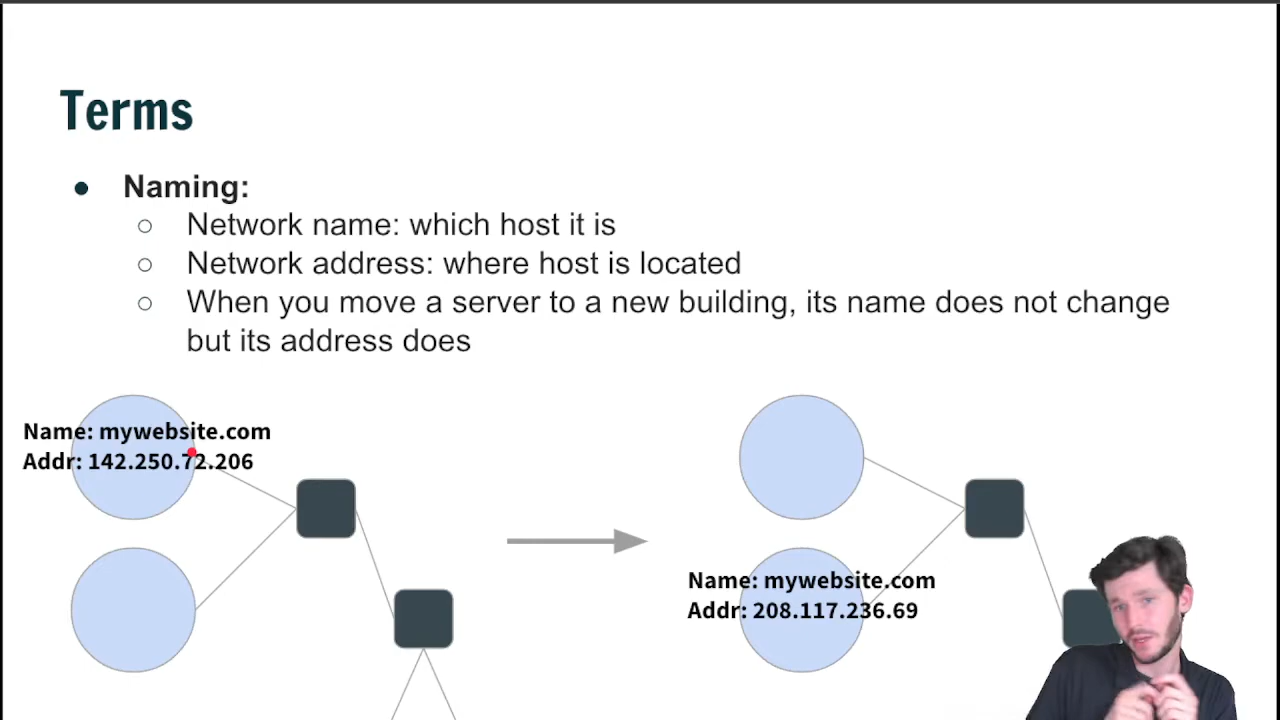 Terms
● Naming:
○ Network name: which host it is
○ Network address: where host is located
○ When you move a server to a new building, its name does not change
but its address does
Name: mywebsite.com
Addr: 142.250.72.206
Name: mywebsite.com
Addr: 208.117.236.69